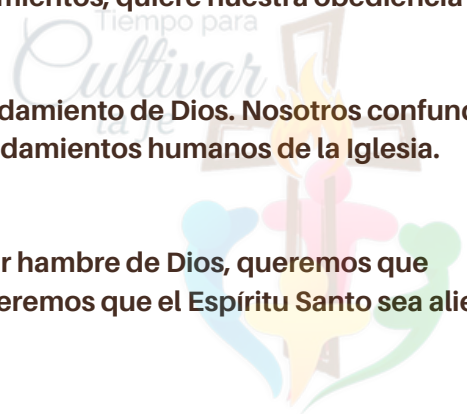 mientos, quiere nuestra obediencia
Tiempo para
Cultivar
la fe
damiento de Dios. Nosotros confund
damientos humanos de la Iglesia.
r hambre de Dios, queremos que
eremos que el Espíritu Santo sea alie